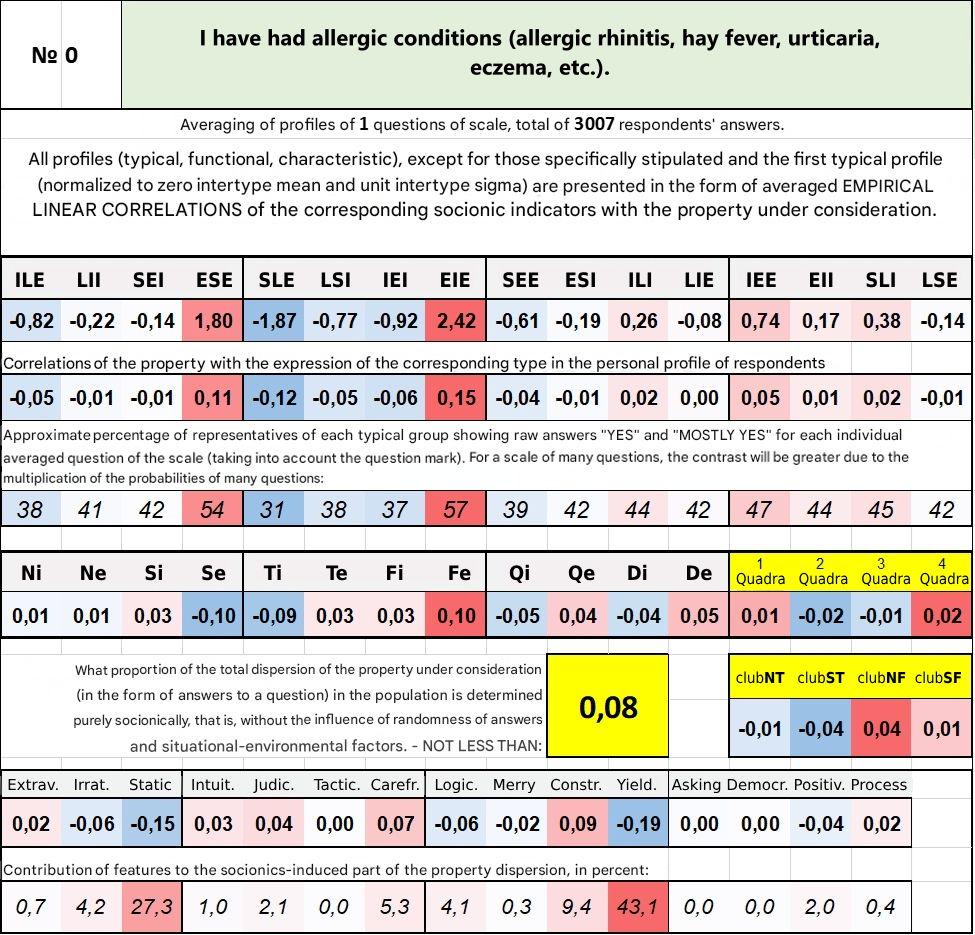 № 0
I have had allergic conditions (allergic rhinitis, hay fever, urticaria,
eczema, etc.).
Averaging of profiles of 1 questions of scale, total of 3007 respondents' answers.
All profiles (typical, functional, characteristic), except for those specifically stipulated and the first typical profile
(normalized to zero intertype mean and unit intertype sigma) are presented in the form of averaged EMPIRICAL
LINEAR CORRELATIONS of the corresponding socionic indicators with the property under consideration.
ILE LII SEI ESE SLE LSI IEI EIE SEE ESI ILI LIE IEE EII SLI LSE
-0,82 -0,22 -0,14 1,80 -1,87 -0,77 -0,92 2,42 -0,61 -0,19 0,26 -0,08 0,74 0,17 0,38 -0,14
Correlations of the property with the expression of the corresponding type in the personal profile of respondents
-0,05 -0,01 -0,01 0,11 -0,12 -0,05 -0,06 0,15 -0,04 -0,01 0,02 0,00 0,05 0,01 0,02 -0,01
Approximate percentage of representatives of each typical group showing raw answers "YES" and "MOSTLY YES" for each individual
averaged question of the scale (taking into account the question mark). For a scale of many questions, the contrast will be greater due to the
multiplication of the probabilities of many questions:
38 41 42 54 31 38 37 57 39 42 44 42 47 44 45 42
Ni Ne Si Se Ti Te Fi Fe Qi Qe Di De 1 Quadra 2 Quadra 3 Quadra 4 Quadra
0,01 0,01 0,03 -0,10 -0,09 0,03 0,03 0,10 -0,05 0,04 -0,04 0,05 0,01 -0,02 -0,01 0,02
What proportion of the total dispersion of the property under consideration
(in the form of answers to a question) in the population is determined
purely socionically, that is, without the influence of randomness of answers
and situational-environmental factors. - NOT LESS THAN:
0,08
clubNT clubST clubNF clubSF
-0,01 -0,04 0,04 0,01
Extrav. Irrat. Static Intuit. Judic. Tactic. Carefr. Logic. Merry Constr. Yield. Asking Democr. Positiv. Process
0,02 -0,06 -0,15 0,03 0,04 0,00 0,07 -0,06 -0,02 0,09 -0,19 0,00 0,00 -0,04 0,02
Contribution of features to the socionics-induced part of the property dispersion, in percent:
0,7 4,2 27,3 1,0 2,1 0,0 5,3 4,1 0,3 9,4 43,1 0,0 0,0 2,0 0,4